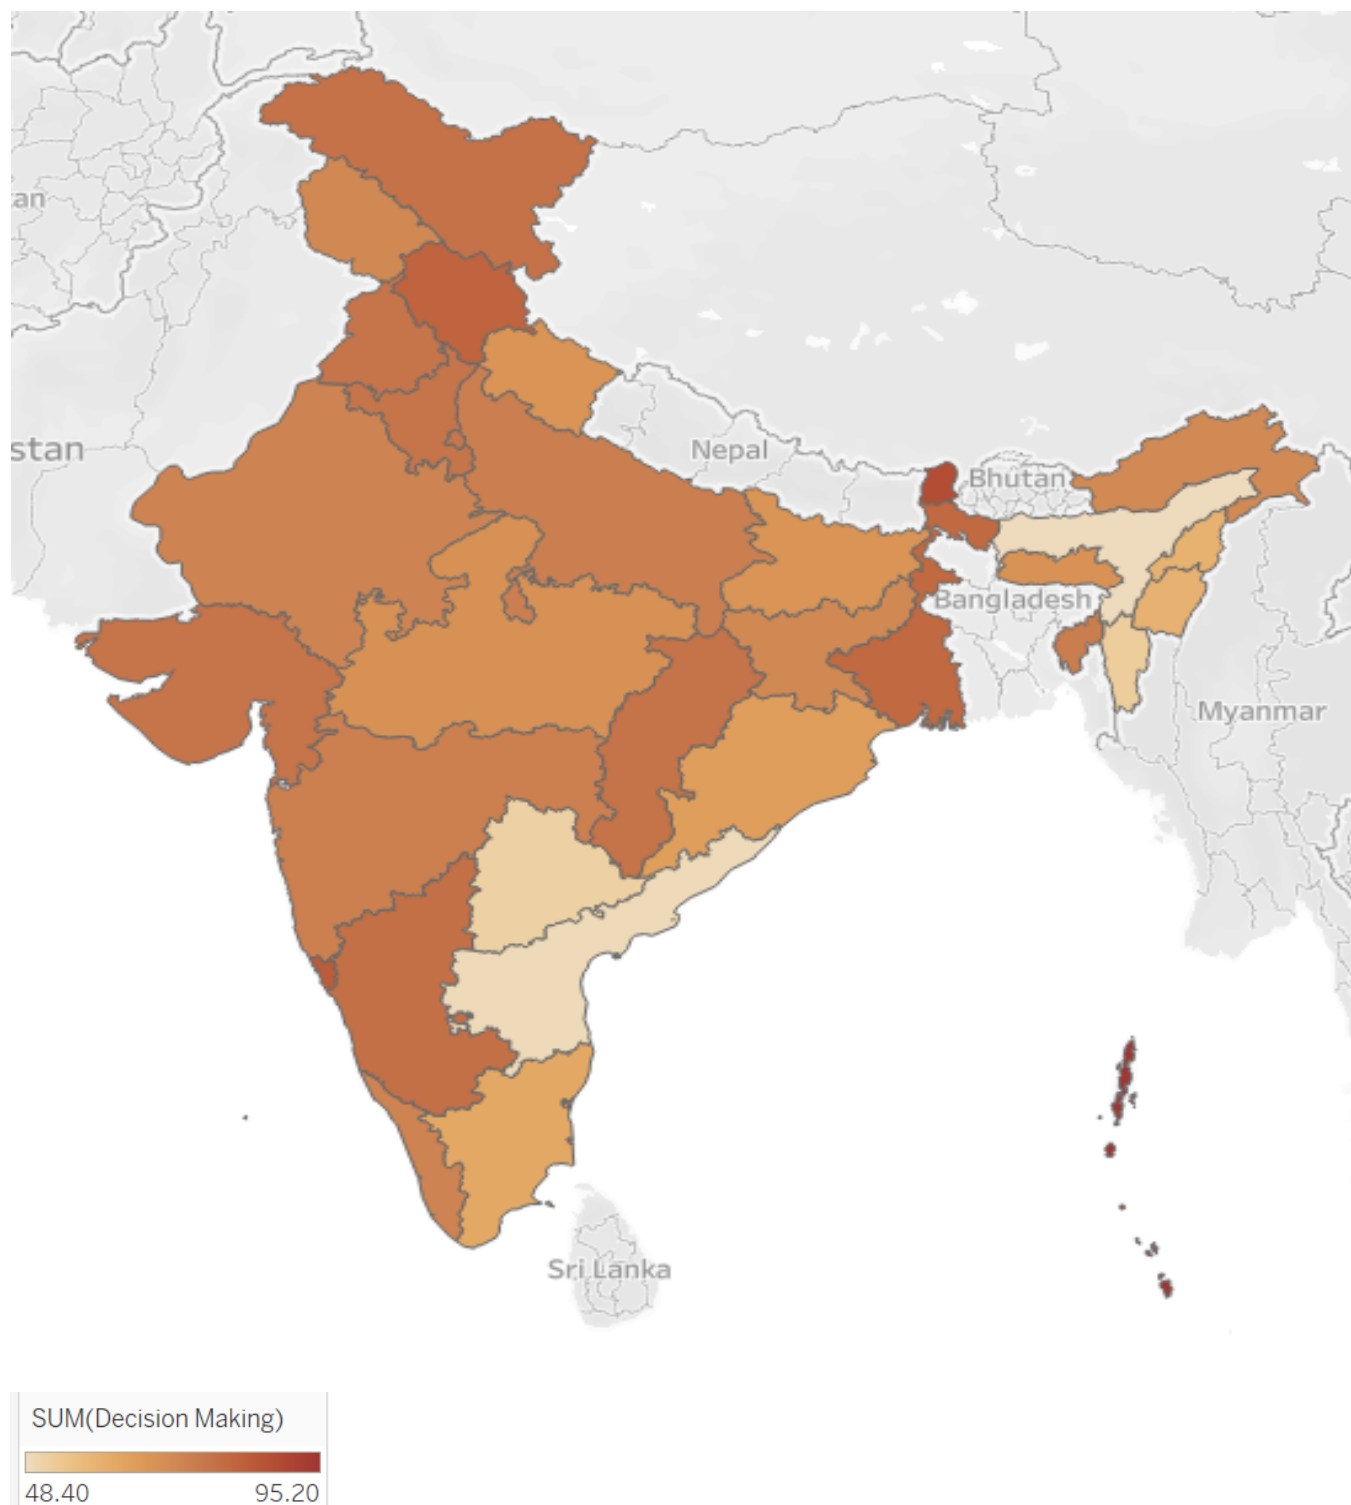 an
stan
Nepal
Bhutan
Bangladesh
Myanmar
Sri Lanka
SUM(Decision Making)
48.40 95.20